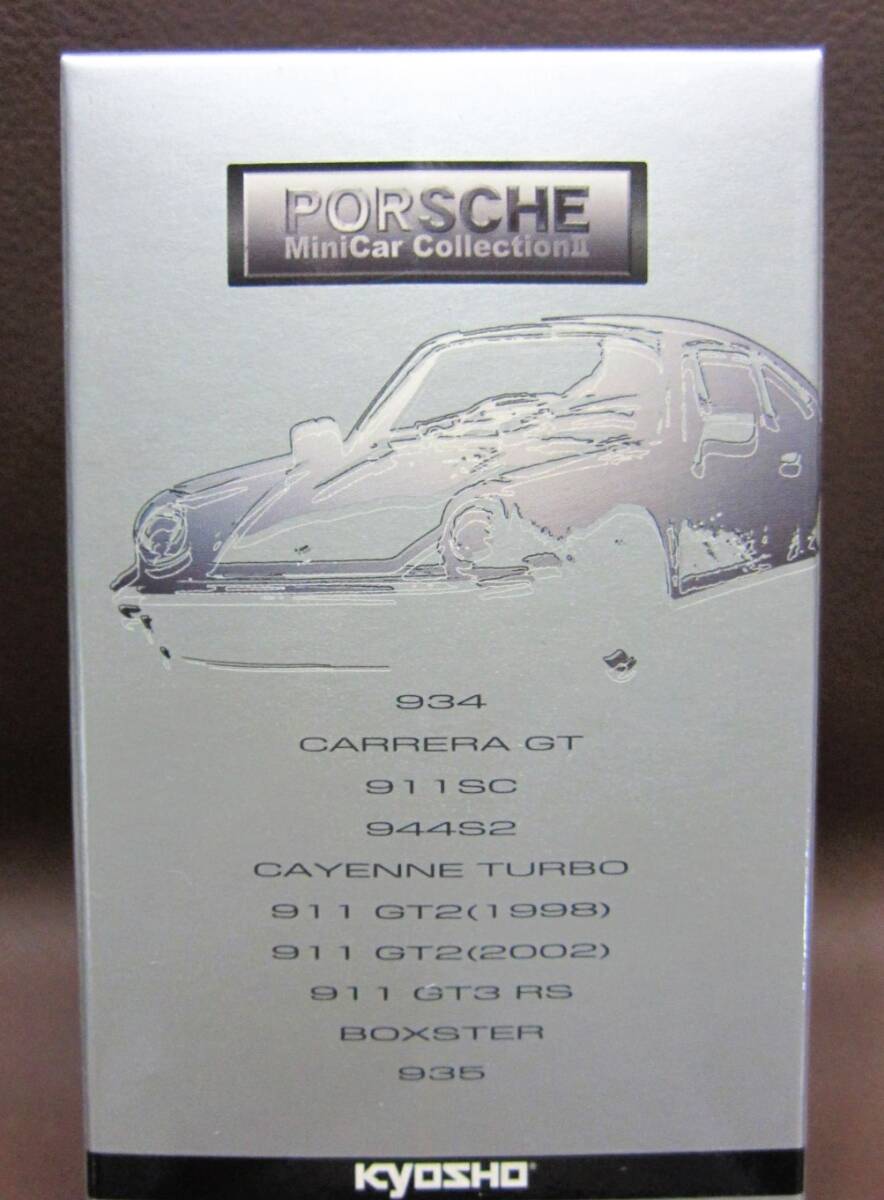 PORSCHE
MiniCar CollectionⅡ
934
CARRERA GT
911SC
944S2
CAYENNE TURBO
911 GT2(1998)
911 GT2(2002)
911 GT3 RS
BOXSTER
935
KYOSHO